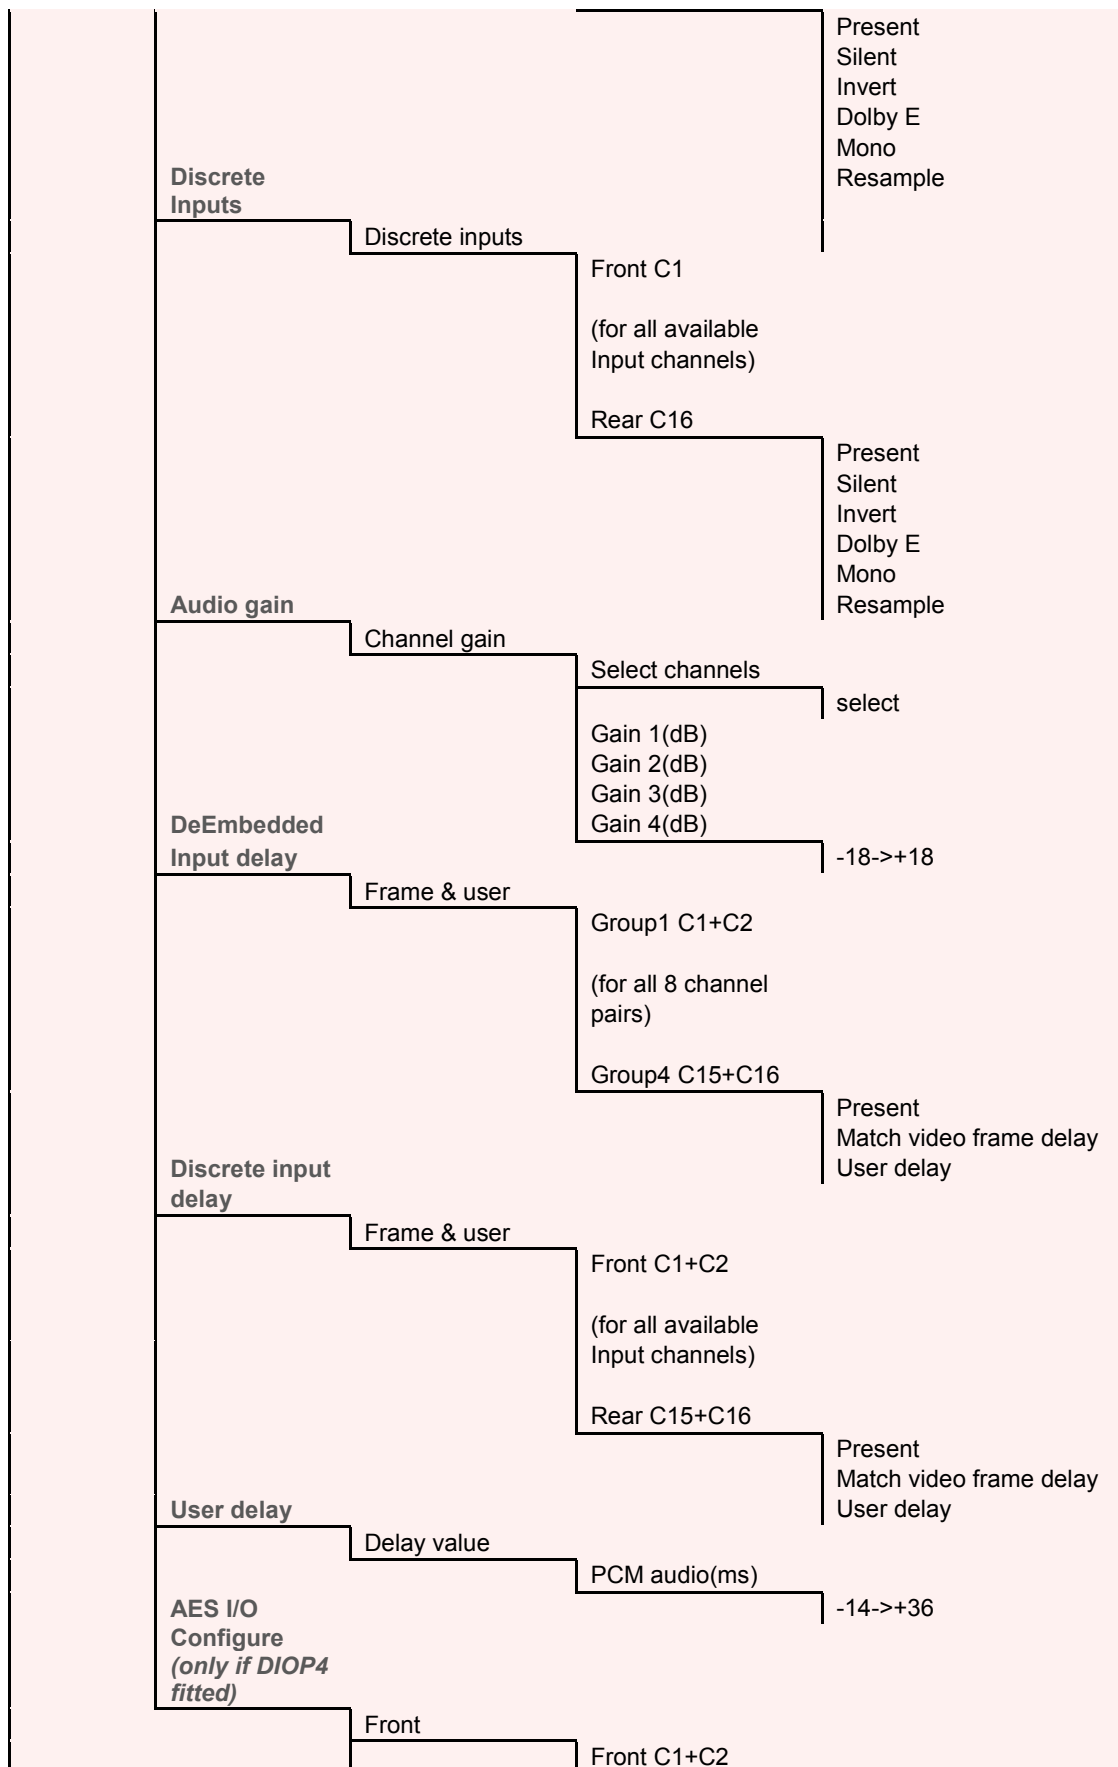 Present
Silent
Invert
Dolby E
Mono
Resample
Discrete
Inputs
Discrete inputs
Front C1
(for all available
Input channels)
Rear C16
Present
Silent
Invert
Dolby E
Mono
Resample
Audio gain
Channel gain
Select channels
select
Gain 1(dB)
Gain 2(dB)
Gain 3(dB)
Gain 4(dB)
-18->+18
DeEmbedded
Input delay
Frame & user
Group1 C1+C2
(for all 8 channel
pairs)
Group4 C15+C16
Present
Match video frame delay
User delay
Discrete input
delay
Frame & user
Front C1+C2
(for all available
Input channels)
Rear C15+C16
Present
Match video frame delay
User delay
User delay
Delay value
PCM audio(ms)
-14->+36
AES I/O
Configure
(only if DIOP4
fitted)
Front
Front C1+C2